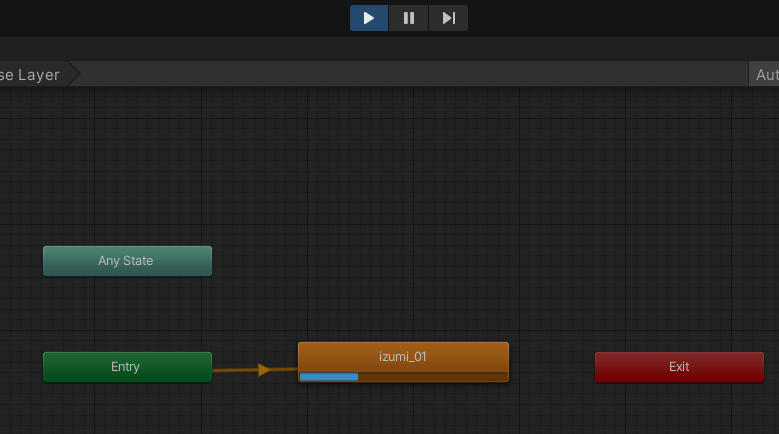 se Layer
Aut
Any State
izumi_01
Entry
Exit